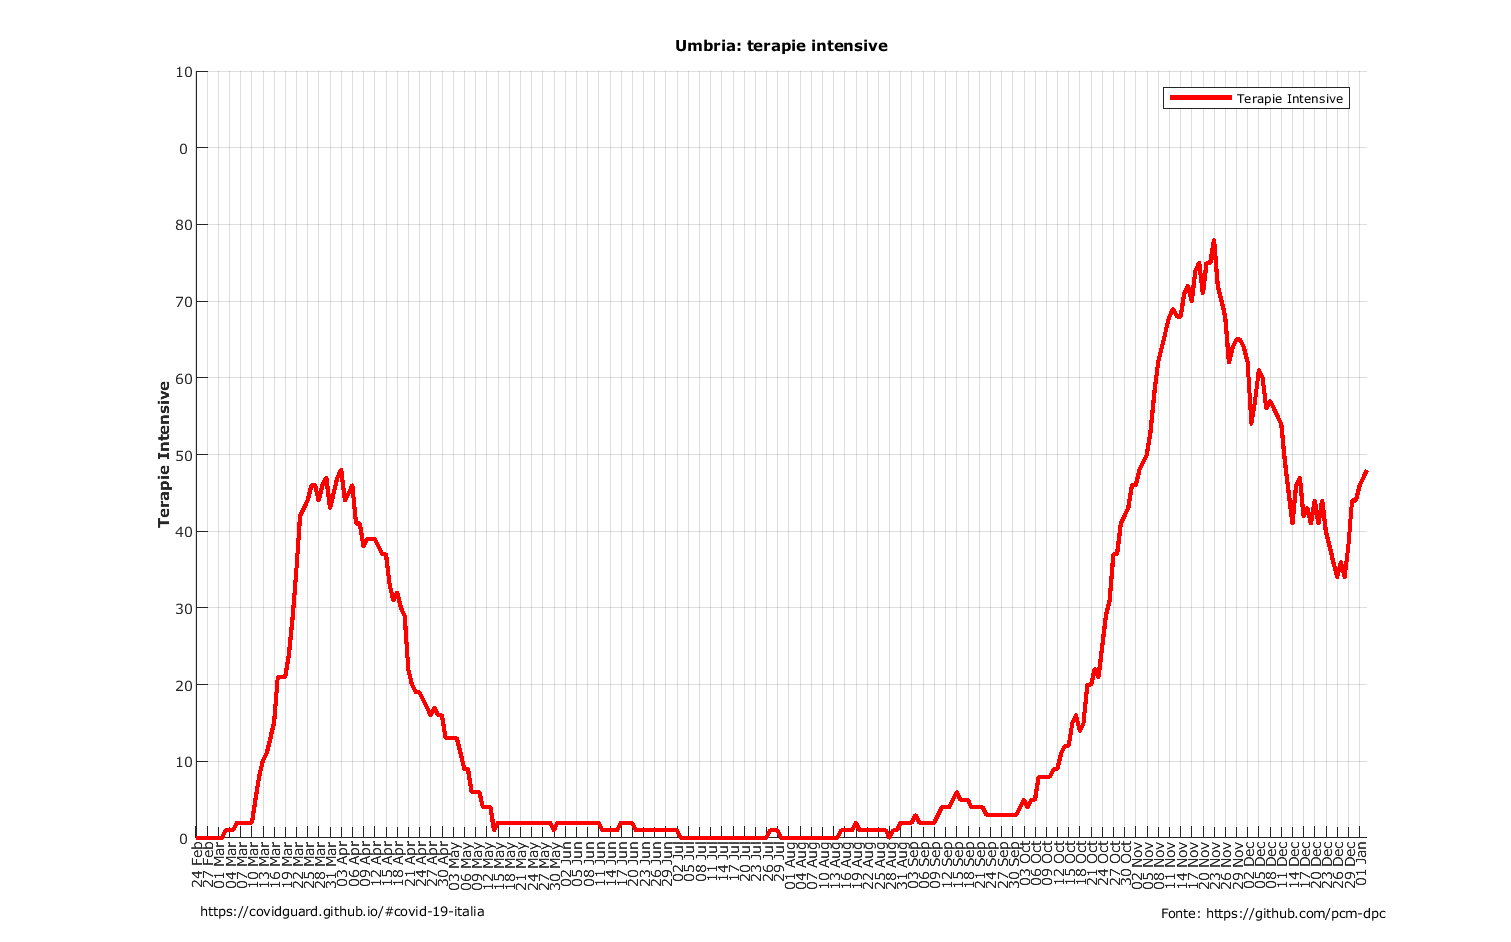 Umbria: terapie intensive
Terapie Intensive
Terapie Intensive
10
0
80
70
60
50
40
30
20
10
0
24 Feb
27 Feb
01 Mar
04 Mar
07 Mar
10 Mar
13 Mar
16 Mar
19 Mar
22 Mar
25 Mar
28 Mar
31 Mar
03 Apr
06 Apr
09 Apr
12 Apr
15 Apr
18 Apr
21 Apr
24 Apr
27 Apr
30 Apr
03 May
06 May
09 May
12 May
15 May
18 May
21 May
24 May
27 May
30 May
02 Jun
05 Jun
08 Jun
11 Jun
14 Jun
17 Jun
20 Jun
23 Jun
26 Jun
29 Jun
02 Jul
05 Jul
08 Jul
11 Jul
14 Jul
17 Jul
20 Jul
23 Jul
26 Jul
29 Jul
01 Aug
04 Aug
07 Aug
10 Aug
13 Aug
16 Aug
19 Aug
22 Aug
25 Aug
28 Aug
31 Aug
03 Sep
06 Sep
09 Sep
12 Sep
15 Sep
18 Sep
21 Sep
24 Sep
27 Sep
30 Sep
03 Oct
06 Oct
09 Oct
12 Oct
15 Oct
18 Oct
21 Oct
24 Oct
27 Oct
30 Oct
02 Nov
05 Nov
08 Nov
11 Nov
14 Nov
17 Nov
20 Nov
23 Nov
26 Nov
29 Nov
02 Dec
05 Dec
08 Dec
11 Dec
14 Dec
17 Dec
20 Dec
23 Dec
26 Dec
29 Dec
01 Jan
https://covidguard.github.io/#covid-19-italia
Fonte: https://github.com/pcm-dpc